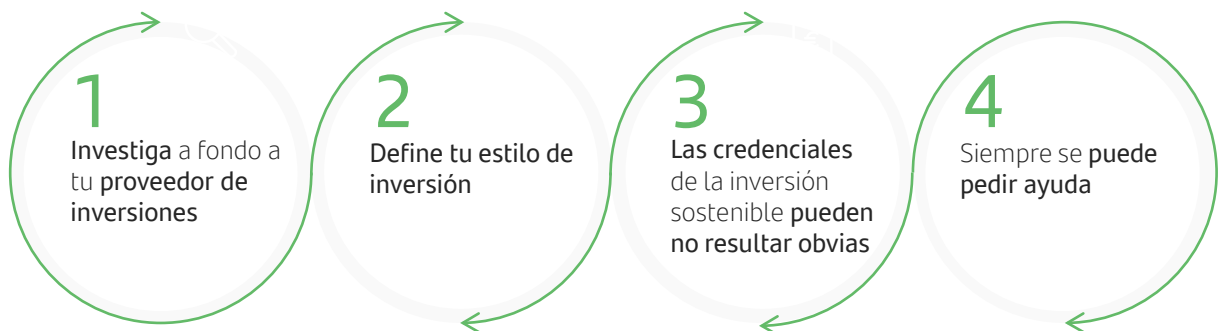 1
Investiga a fondo a
tu proveedor de
inversiones
2
Define tu estilo de
inversión
3
Las credenciales
de la inversión
sostenible pueden
no resultar obvias
4
Siempre se puede
pedir ayuda